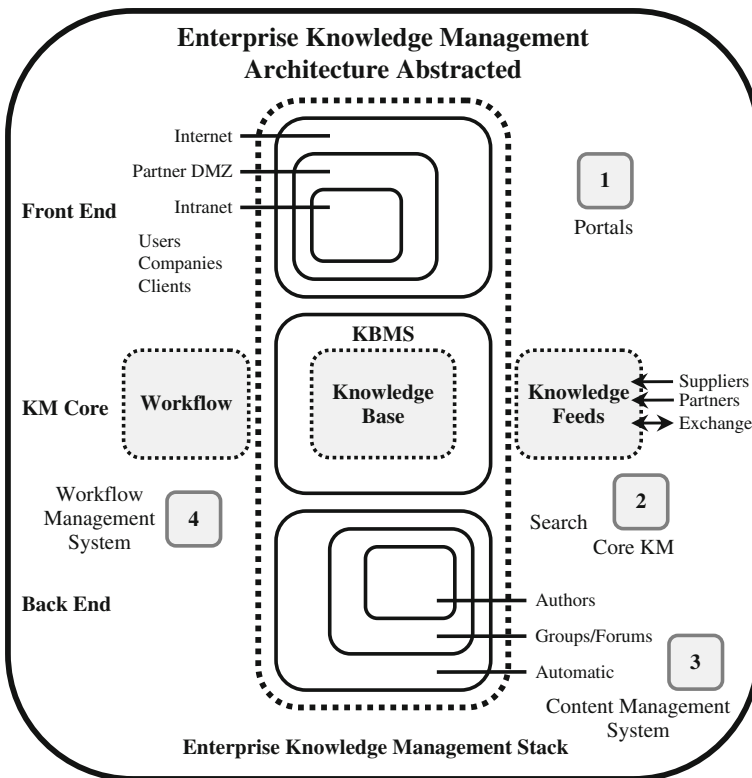 Enterprise Knowledge Management
Architecture Abstracted
Internet
Partner DMZ
Intranet
Front End
Users
Companies
Clients
1
Portals
KBMS
Workflow
Knowledge
Base
Knowledge
Feeds
KM Core
Suppliers
Partners
Exchange
Workflow
Management
System
4
Search
2
Core KM
Back End
Authors
Groups/Forums
Automatic
3
Content Management
System
Enterprise Knowledge Management Stack